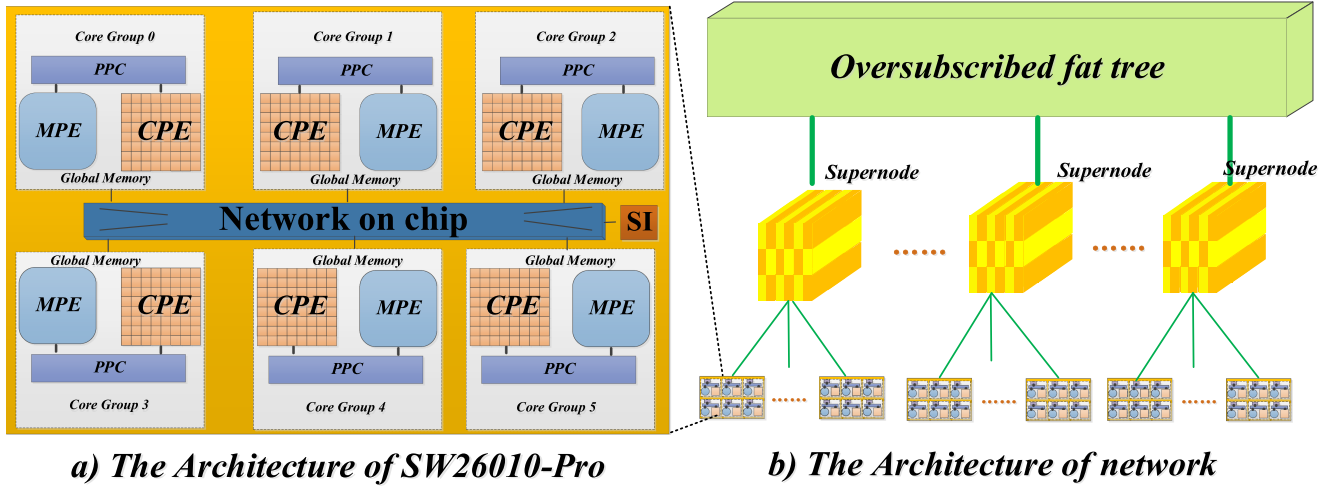 Core Group 0
PPC
MPE
CPE
Global Memory
Core Group 1
PPC
CPE
MPE
Global Memory
Core Group 2
PPC
CPE
MPE
Global Memory
Network on chip
SI
Global Memory
MPE
CPE
PPC
Core Group 3
Global Memory
CPE
MPE
PPC
Core Group 4
Global Memory
CPE
MPE
PPC
Core Group 5
a) The Architecture of SW26010-Pro
Oversubscribed fat tree
Supernode
Supernode
Supernode
b) The Architecture of network